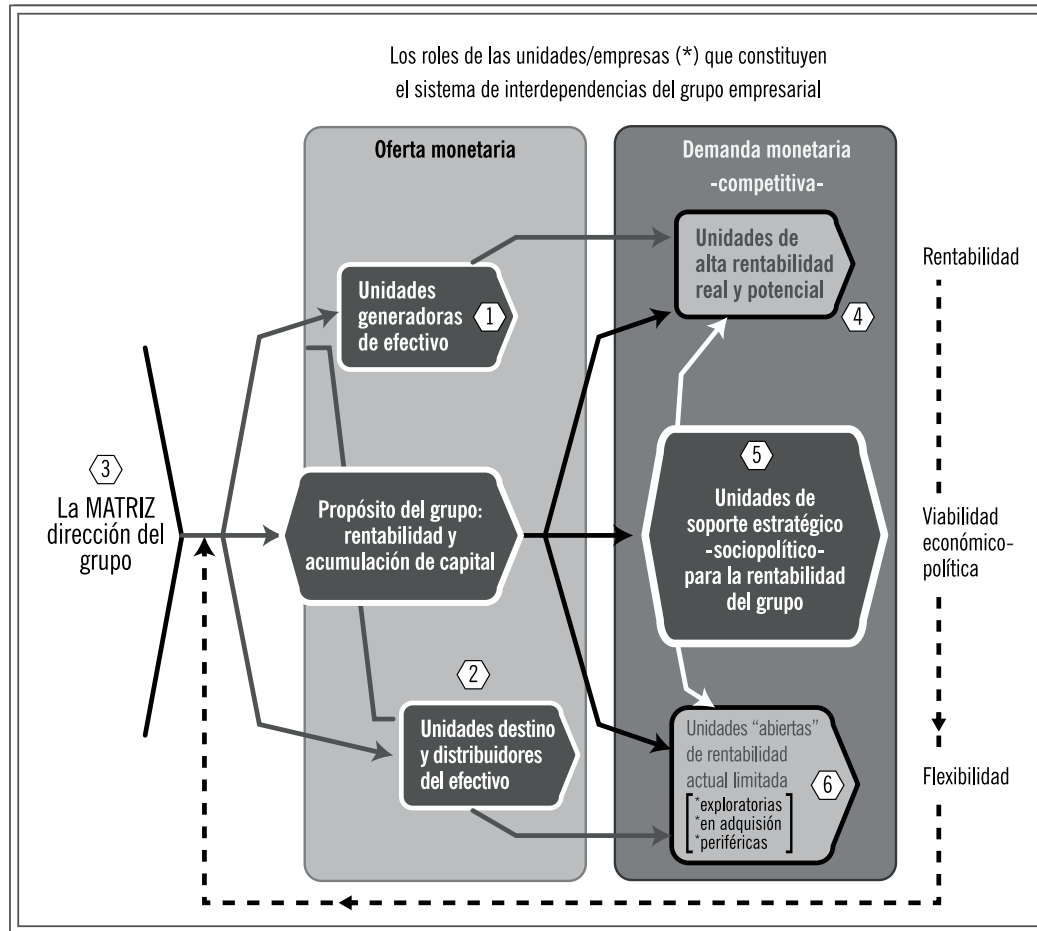 Los roles de las unidades/empresas (*) que constituyen
el sistema de interdependencias del grupo empresarial
Oferta monetaria
Demanda monetaria
-competitiva-
Unidades
generadoras
de efectivo
1
Unidades de
alta rentabilidad
real y potencial
4
Rentabilidad
3
La MATRIZ
dirección del
grupo
Propósito del grupo:
rentabilidad y
acumulación de capital
5
Unidades de
soporte estratégico
-sociopolítico-
para la rentabilidad
del grupo
Viabilidad
económico-
política
2
Unidades destino
y distribuidores
del efectivo
Unidades “abiertas”
de rentabilidad
actual limitada
*exploratorias
*en adquisión
*periféricas
6
Flexibilidad